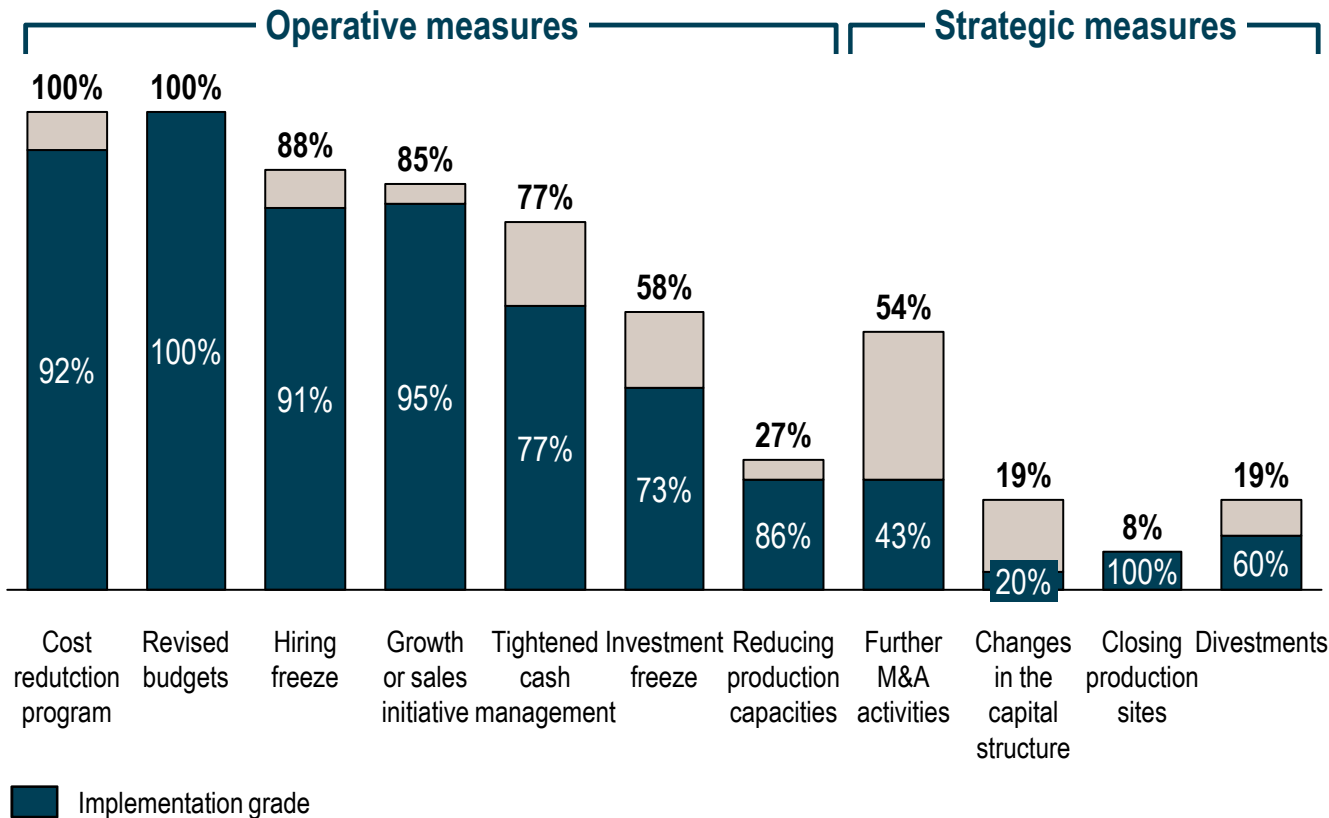 Operative measures
Strategic measures
100%
100%
88%
85%
77%
58%
27%
54%
19%
8%
19%
92%
100%
91%
95%
77%
73%
86%
43%
20%
100%
60%
Cost
redutction
program
Revised
budgets
Hiring
freeze
Growth
or sales
initiative
Tightened
cash
management
Investment
freeze
Reducing
production
capacities
Further
M&A
activities
Changes
in the
capital
structure
Closing
production
sites
Divestments
Implementation grade